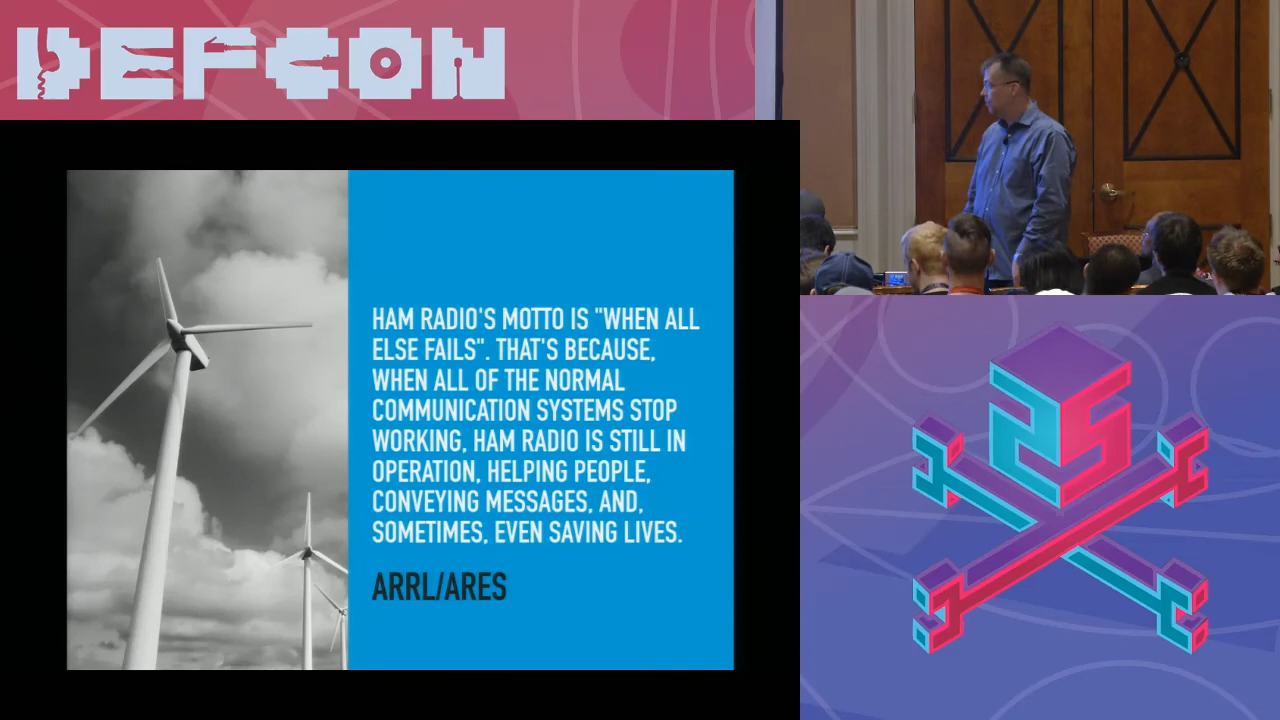 DEFCON
HAM RADIO'S MOTTO IS "WHEN ALL
ELSE FAILS". THAT'S BECAUSE,
WHEN ALL OF THE NORMAL
COMMUNICATION SYSTEMS STOP
WORKING, HAM RADIO IS STILL IN
OPERATION, HELPING PEOPLE,
CONVEYING MESSAGES, AND,
SOMETIMES, EVEN SAVING LIVES.
ARRL/ARES
25